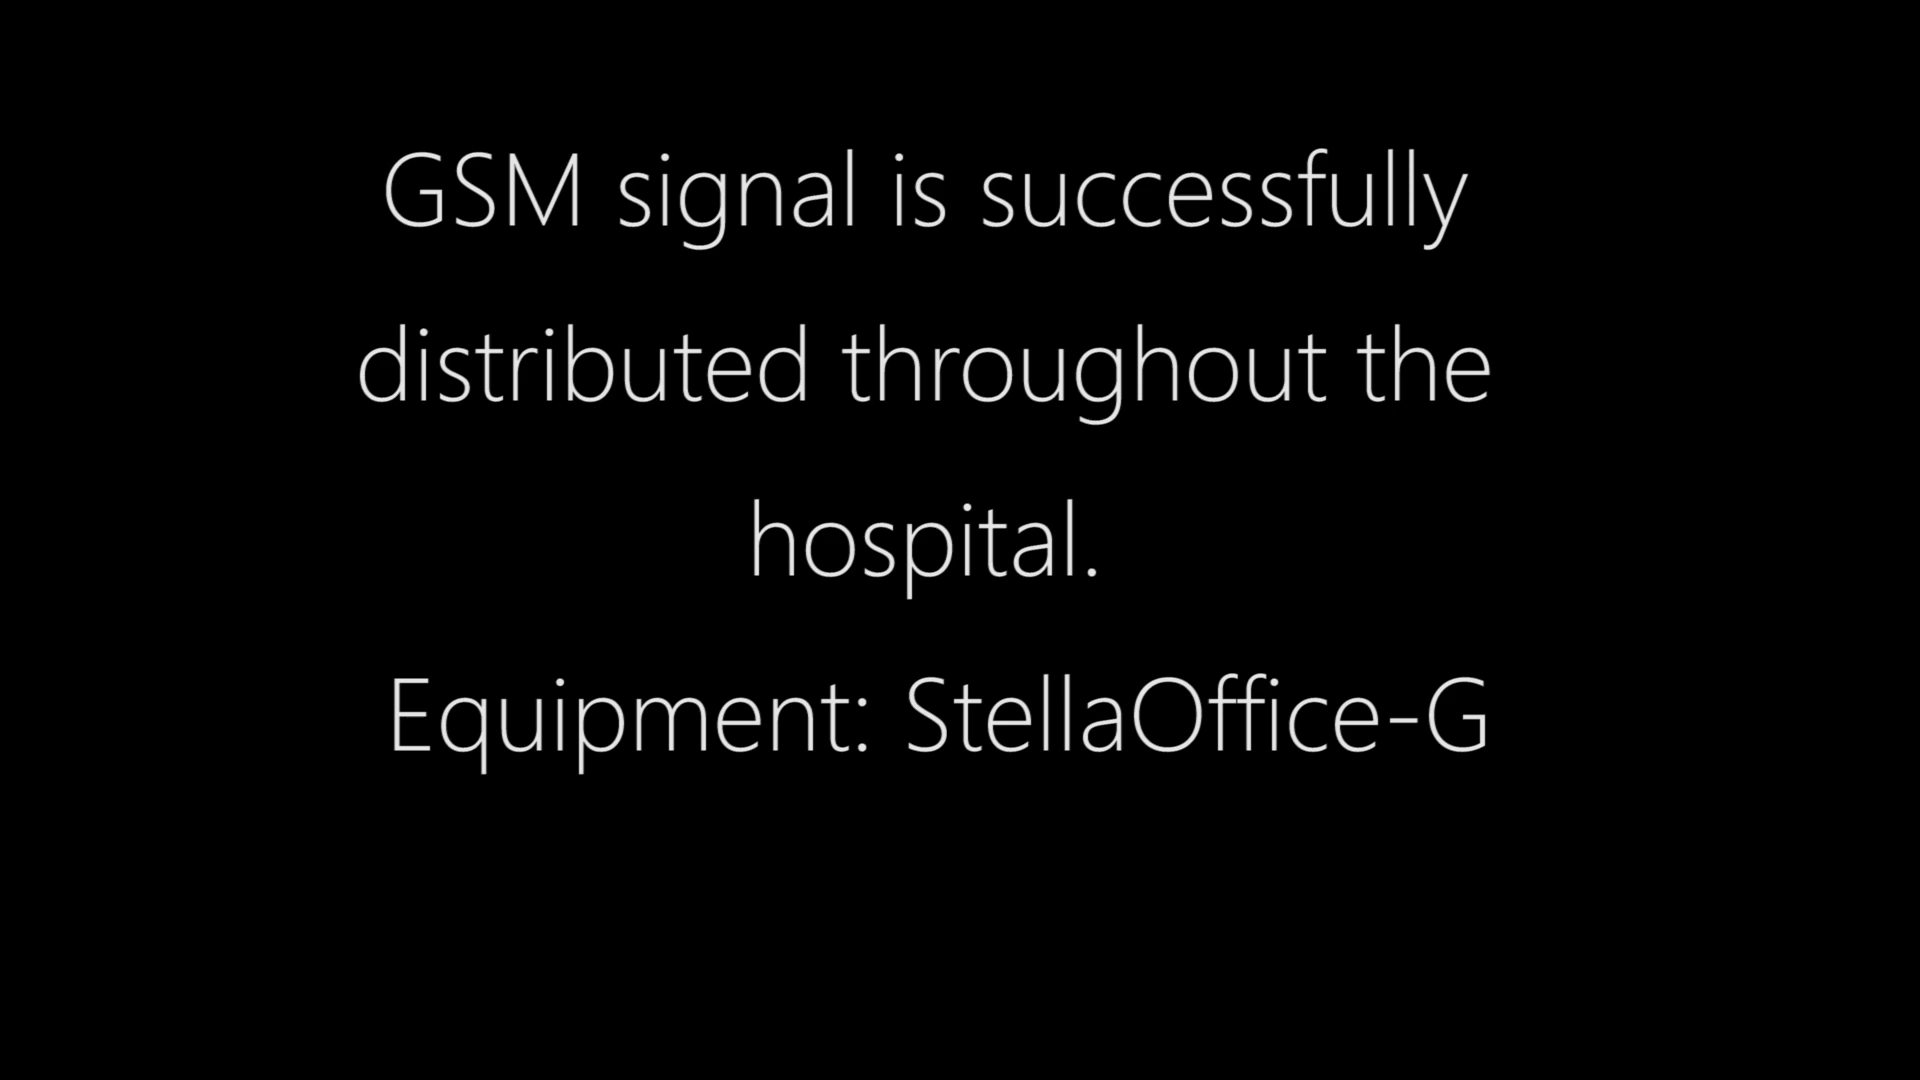 GSM signal is successfully
distributed throughout the
hospital.
Equipment: StellaOffice-G